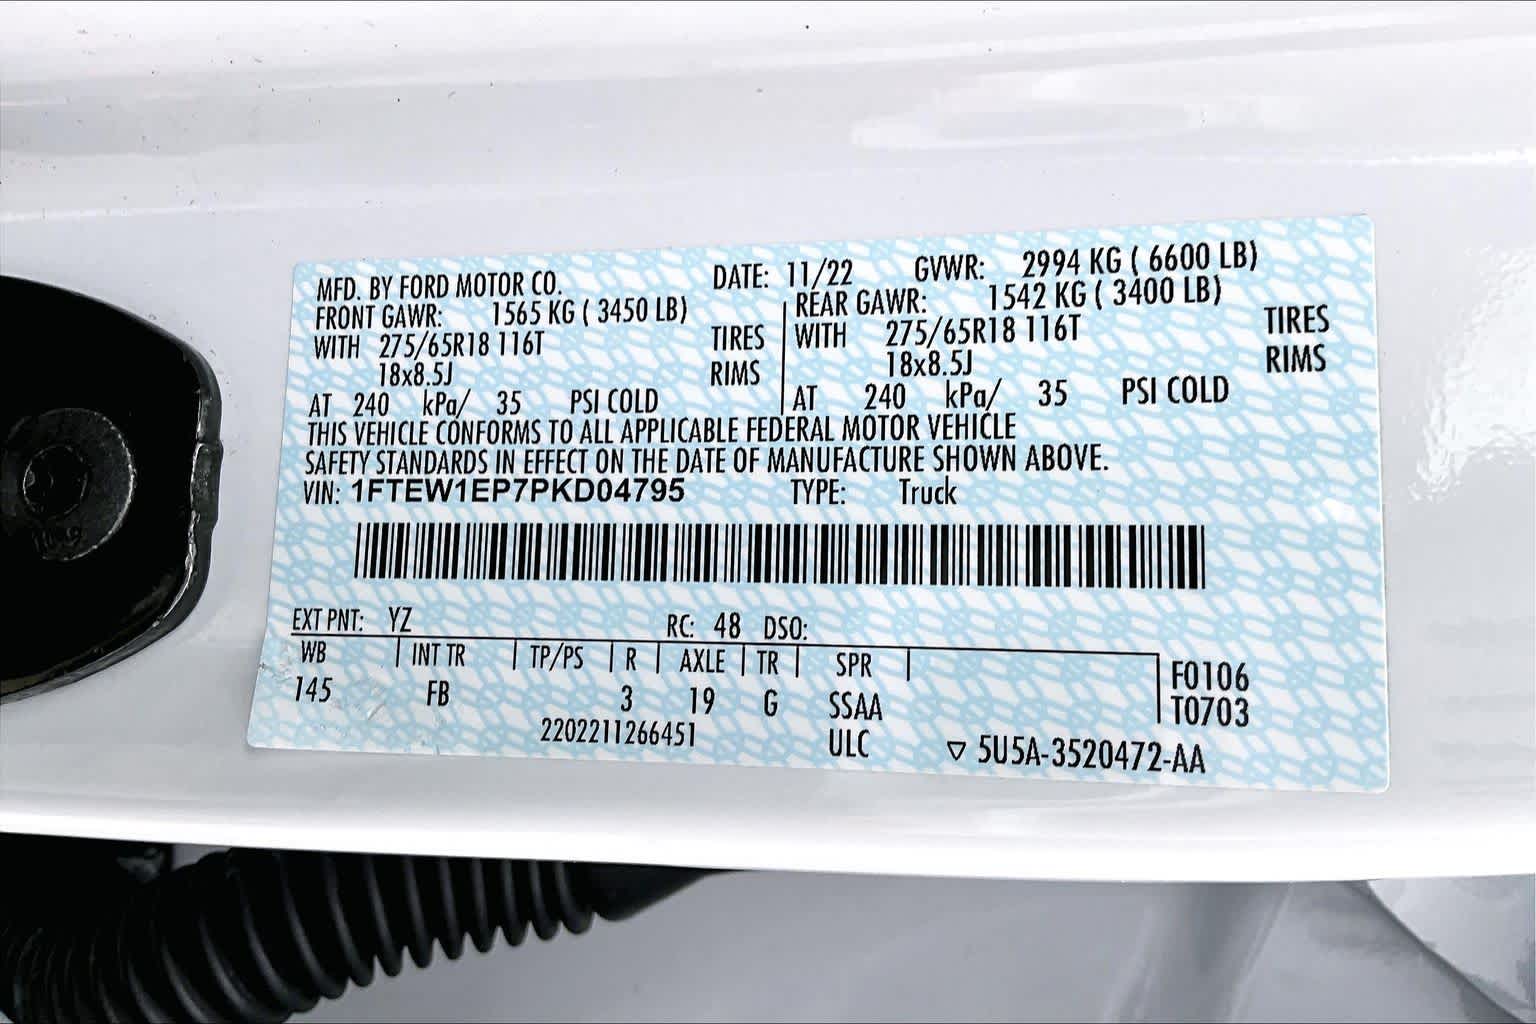 MFD. BY FORD MOTOR CO. DATE: 11/22 GVWR: 2994 KG ( 6600 LB)
FRONT GAWR: 1565 KG ( 3450 LB) REAR GAWR: 1542 KG ( 3400 LB)
WITH 275/65R18 116T TIRES WITH 275/65R18 116T TIRES
18x8.5J RIMS 18x8.5J RIMS
AT 240 kPa/ 35 PSI COLD AT 240 kPa/ 35 PSI COLD
THIS VEHICLE CONFORMS TO ALL APPLICABLE FEDERAL MOTOR VEHICLE
SAFETY STANDARDS IN EFFECT ON THE DATE OF MANUFACTURE SHOWN ABOVE.
VIN: 1FTEW1EP7PKD04795 TYPE: Truck
EXT PNT: YZ RC: 48 DSO:
WB INT TR TP/PS R AXLE TR SPR F0106
145 FB 3 19 G SSAA T0703
2202211266451 ULC ▽ 5U5A-3520472-AA